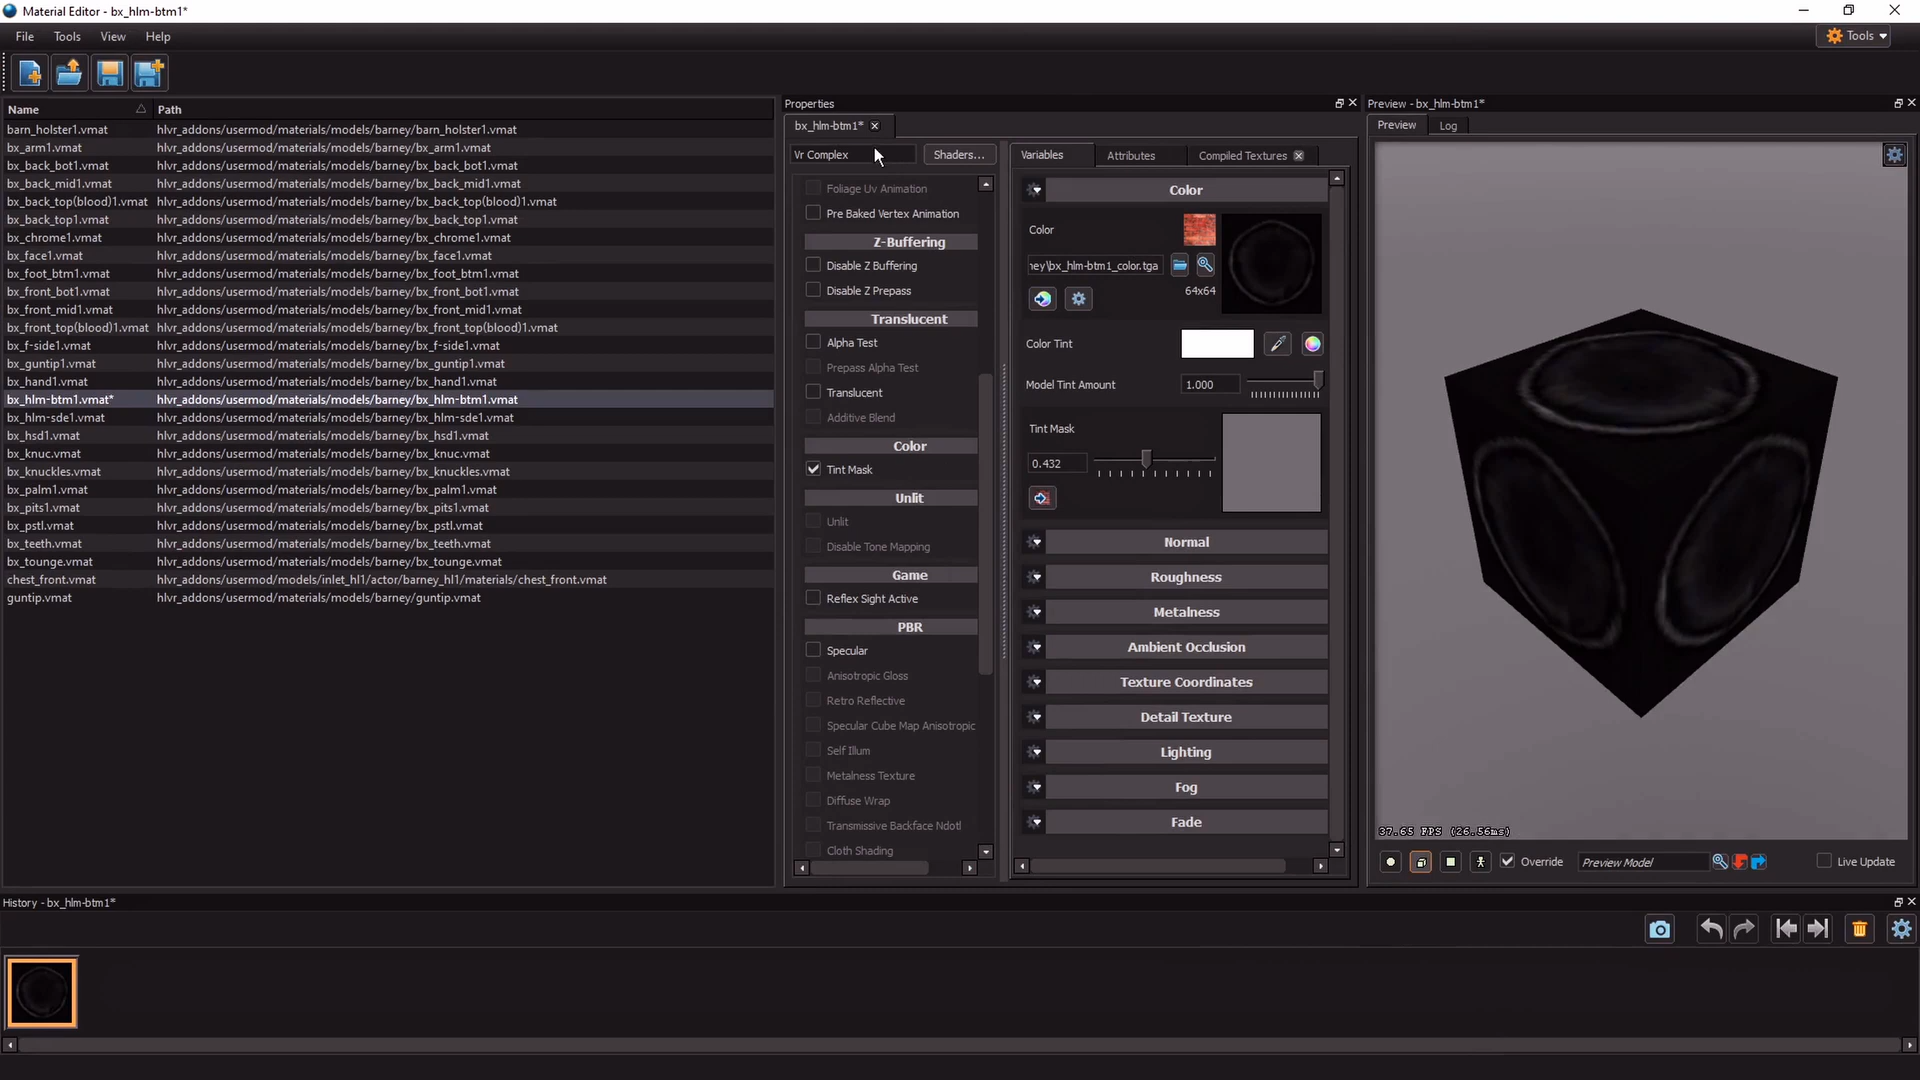 Material Editor - bx_hlm-btm1*
File Tools View Help
Tools
Name Path
barn_holster1.vmat hlvr_addons/usermod/materials/models/barney/barn_holster1.vmat
bx_arm1.vmat hlvr_addons/usermod/materials/models/barney/bx_arm1.vmat
bx_back_bot1.vmat hlvr_addons/usermod/materials/models/barney/bx_back_bot1.vmat
bx_back_mid1.vmat hlvr_addons/usermod/materials/models/barney/bx_back_mid1.vmat
bx_back_top(blood)1.vmat hlvr_addons/usermod/materials/models/barney/bx_back_top(blood)1.vmat
bx_back_top1.vmat hlvr_addons/usermod/materials/models/barney/bx_back_top1.vmat
bx_chrome1.vmat hlvr_addons/usermod/materials/models/barney/bx_chrome1.vmat
bx_face1.vmat hlvr_addons/usermod/materials/models/barney/bx_face1.vmat
bx_foot_btm1.vmat hlvr_addons/usermod/materials/models/barney/bx_foot_btm1.vmat
bx_front_bot1.vmat hlvr_addons/usermod/materials/models/barney/bx_front_bot1.vmat
bx_front_mid1.vmat hlvr_addons/usermod/materials/models/barney/bx_front_mid1.vmat
bx_front_top(blood)1.vmat hlvr_addons/usermod/materials/models/barney/bx_front_top(blood)1.vmat
bx_f-side1.vmat hlvr_addons/usermod/materials/models/barney/bx_f-side1.vmat
bx_guntip1.vmat hlvr_addons/usermod/materials/models/barney/bx_guntip1.vmat
bx_hand1.vmat hlvr_addons/usermod/materials/models/barney/bx_hand1.vmat
bx_hlm-btm1.vmat* hlvr_addons/usermod/materials/models/barney/bx_hlm-btm1.vmat
bx_hlm-sde1.vmat hlvr_addons/usermod/materials/models/barney/bx_hlm-sde1.vmat
bx_hsd1.vmat hlvr_addons/usermod/materials/models/barney/bx_hsd1.vmat
bx_knuc.vmat hlvr_addons/usermod/materials/models/barney/bx_knuc.vmat
bx_knuckles.vmat hlvr_addons/usermod/materials/models/barney/bx_knuckles.vmat
bx_palm1.vmat hlvr_addons/usermod/materials/models/barney/bx_palm1.vmat
bx_pits1.vmat hlvr_addons/usermod/materials/models/barney/bx_pits1.vmat
bx_pstl.vmat hlvr_addons/usermod/materials/models/barney/bx_pstl.vmat
bx_teeth.vmat hlvr_addons/usermod/materials/models/barney/bx_teeth.vmat
bx_tounge.vmat hlvr_addons/usermod/materials/models/barney/bx_tounge.vmat
chest_front.vmat hlvr_addons/usermod/models/inlet_hl1/actor/barney_hl1/materials/chest_front.vmat
guntip.vmat hlvr_addons/usermod/materials/models/barney/guntip.vmat
Properties
bx_hlm-btm1*
Vr Complex Shaders...
Foliage Uv Animation
Pre Baked Vertex Animation
Z-Buffering
Disable Z Buffering
Disable Z Prepass
Translucent
Alpha Test
Prepass Alpha Test
Translucent
Additive Blend
Color
Tint Mask
Unlit
Unlit
Disable Tone Mapping
Game
Reflex Sight Active
PBR
Specular
Anisotropic Gloss
Retro Reflective
Specular Cube Map Anisotropic
Self Illum
Metalness Texture
Diffuse Wrap
Transmissive Backface Ndotl
Cloth Shading
Variables Attributes Compiled Textures
Color
Color
ney\bx_hlm-btm1_color.tga
64x64
Color Tint
Model Tint Amount 1.000
Tint Mask
0.432
Normal
Roughness
Metalness
Ambient Occlusion
Texture Coordinates
Detail Texture
Lighting
Fog
Fade
Preview - bx_hlm-btm1*
Preview Log
37.65 FPS (26.56ms)
Override Preview Model Live Update
History - bx_hlm-btm1*